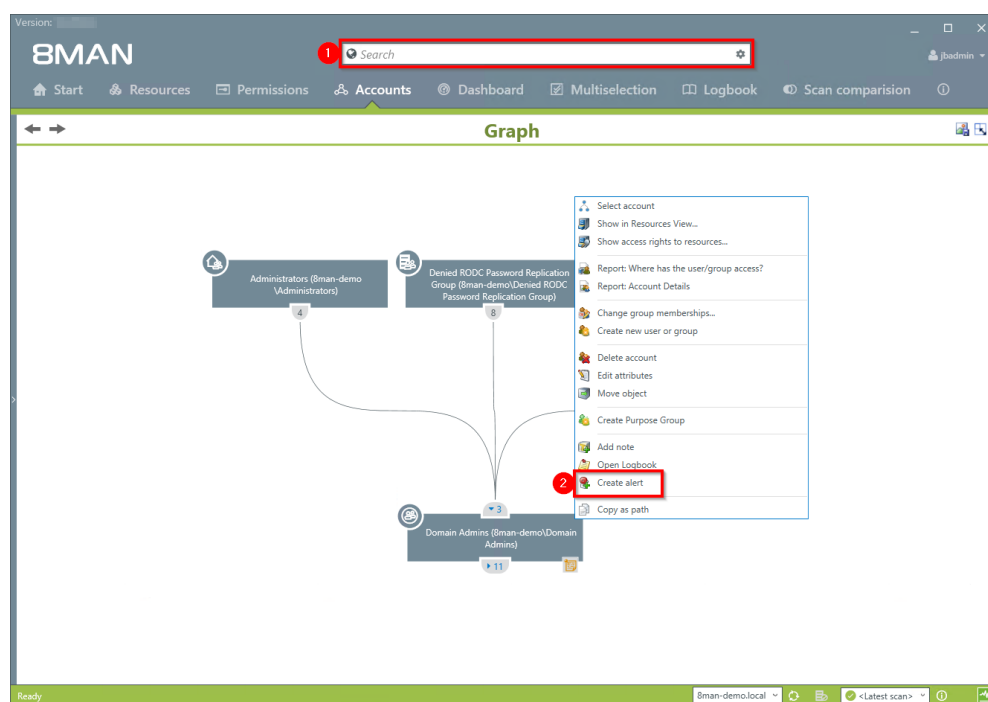 Version:
8MAN
1
Search
jbadmin
Start
Resources
Permissions
Accounts
Dashboard
Multiselection
Logbook
Scan comparision
Graph
Select account
Show in Resources View...
Show access rights to resources...
Report: Where has the user/group access?
Report: Account Details
Change group memberships...
Create new user or group
Delete account
Edit attributes
Move object
Create Purpose Group
Add note
Open Logbook
2
Create alert
Copy as path
Administrators (8man-demo
\Administrators)
4
Denied RODC Password Replication
Group (8man-demo\Denied RODC
Password Replication Group)
8
3
Domain Admins (8man-demo\Domain
Admins)
11
Ready
8man-demo.local
<Latest scan>